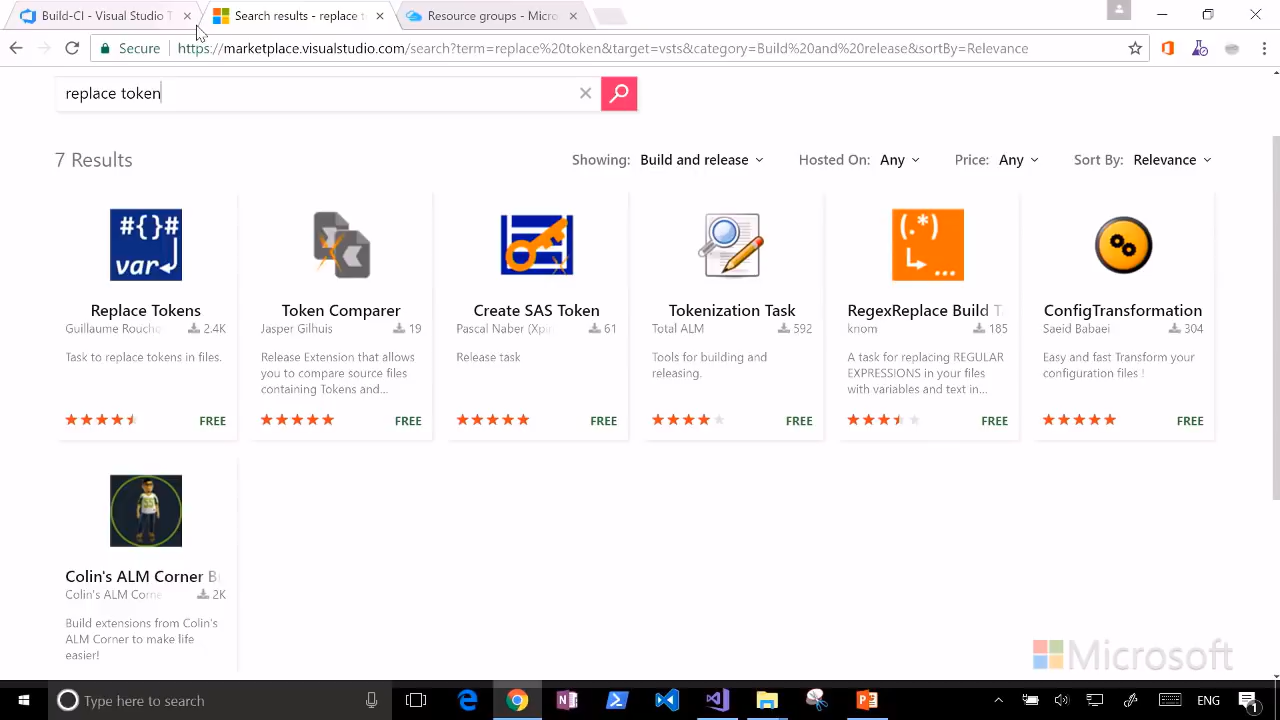 Build-CI - Visual Studio T
Search results - replace t
Resource groups - Micro
Secure
https://marketplace.visualstudio.com/search?term=replace%20token&target=vsts&category=Build%20and%20release&sortBy=Relevance
replace token
7 Results
Showing: Build and release
Hosted On: Any
Price: Any
Sort By: Relevance
#{}#
var
Replace Tokens
Guillaume Roucho
2.4K
Task to replace tokens in files.
FREE
Token Comparer
Jasper Gilhuis
19
Release Extension that allows
you to compare source files
containing Tokens and...
FREE
Create SAS Token
Pascal Naber (Xp
61
Release task
FREE
Tokenization Task
Total ALM
592
Tools for building and
releasing.
FREE
(.*)
...
RegexReplace Build T
knom
185
A task for replacing REGULAR
EXPRESSIONS in your files
with variables and text in...
FREE
ConfigTransformation
Saeid Babaei
304
Easy and fast Transform your
configuration files !
FREE
Colin's ALM Corner B
Colin's ALM Corne
2K
Build extensions from Colin's
ALM Corner to make life
easier!
Microsoft
Type here to search
ENG
1